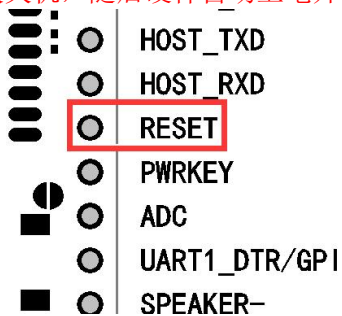 HOST_TXD
HOST_RXD
RESET
PWRKEY
ADC
UART1_DTR/GPI
SPEAKER-